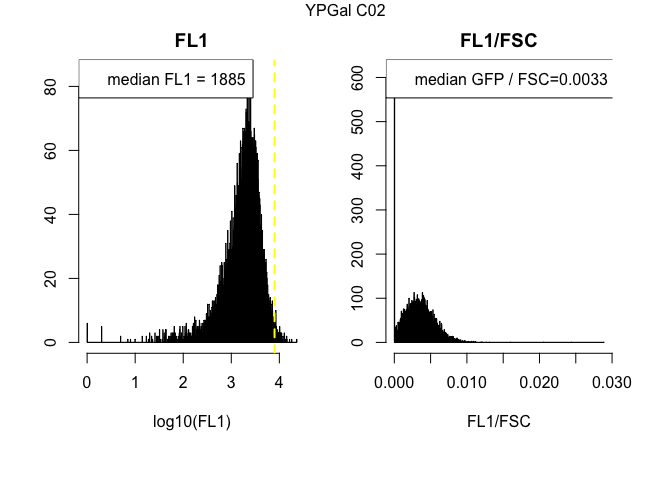 YPGal C02
FL1
FL1/FSC
median FL1 = 1885
median GFP / FSC=0.0033
80
60
40
20
0
600
500
400
300
200
100
0
0 1 2 3 4
0.000 0.010 0.020 0.030
log10(FL1)
FL1/FSC